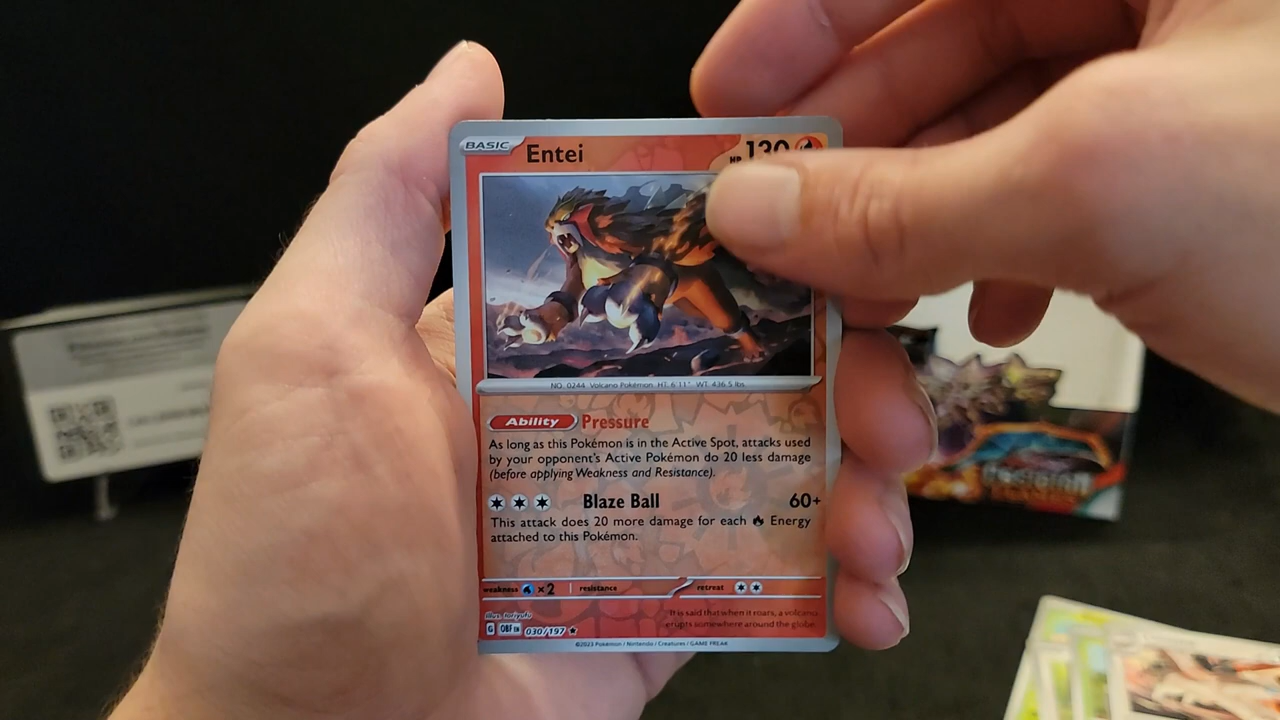 BASIC
Entei
HP 130
NO. 0244 Volcano Pokémon HT. 6'11" WT. 436.5 lbs.
Ability Pressure
As long as this Pokémon is in the Active Spot, attacks used
by your opponent's Active Pokémon do 20 less damage
(before applying Weakness and Resistance).
Blaze Ball 60+
This attack does 20 more damage for each Energy
attached to this Pokémon.
weakness ×2 resistance retreat
Illus. toriyufu
It is said that when it roars, a volcano
erupts somewhere around the globe.
G OBF EN 030/197 ★
©2023 Pokémon / Nintendo / Creatures / GAME FREAK